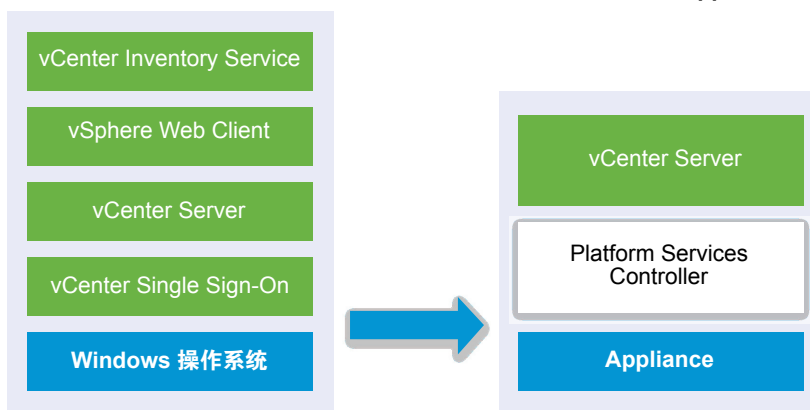 vCenter Inventory Service
vSphere Web Client
vCenter Server
vCenter Single Sign-On
Windows 操作系统
vCenter Server
Platform Services
Controller
Appliance